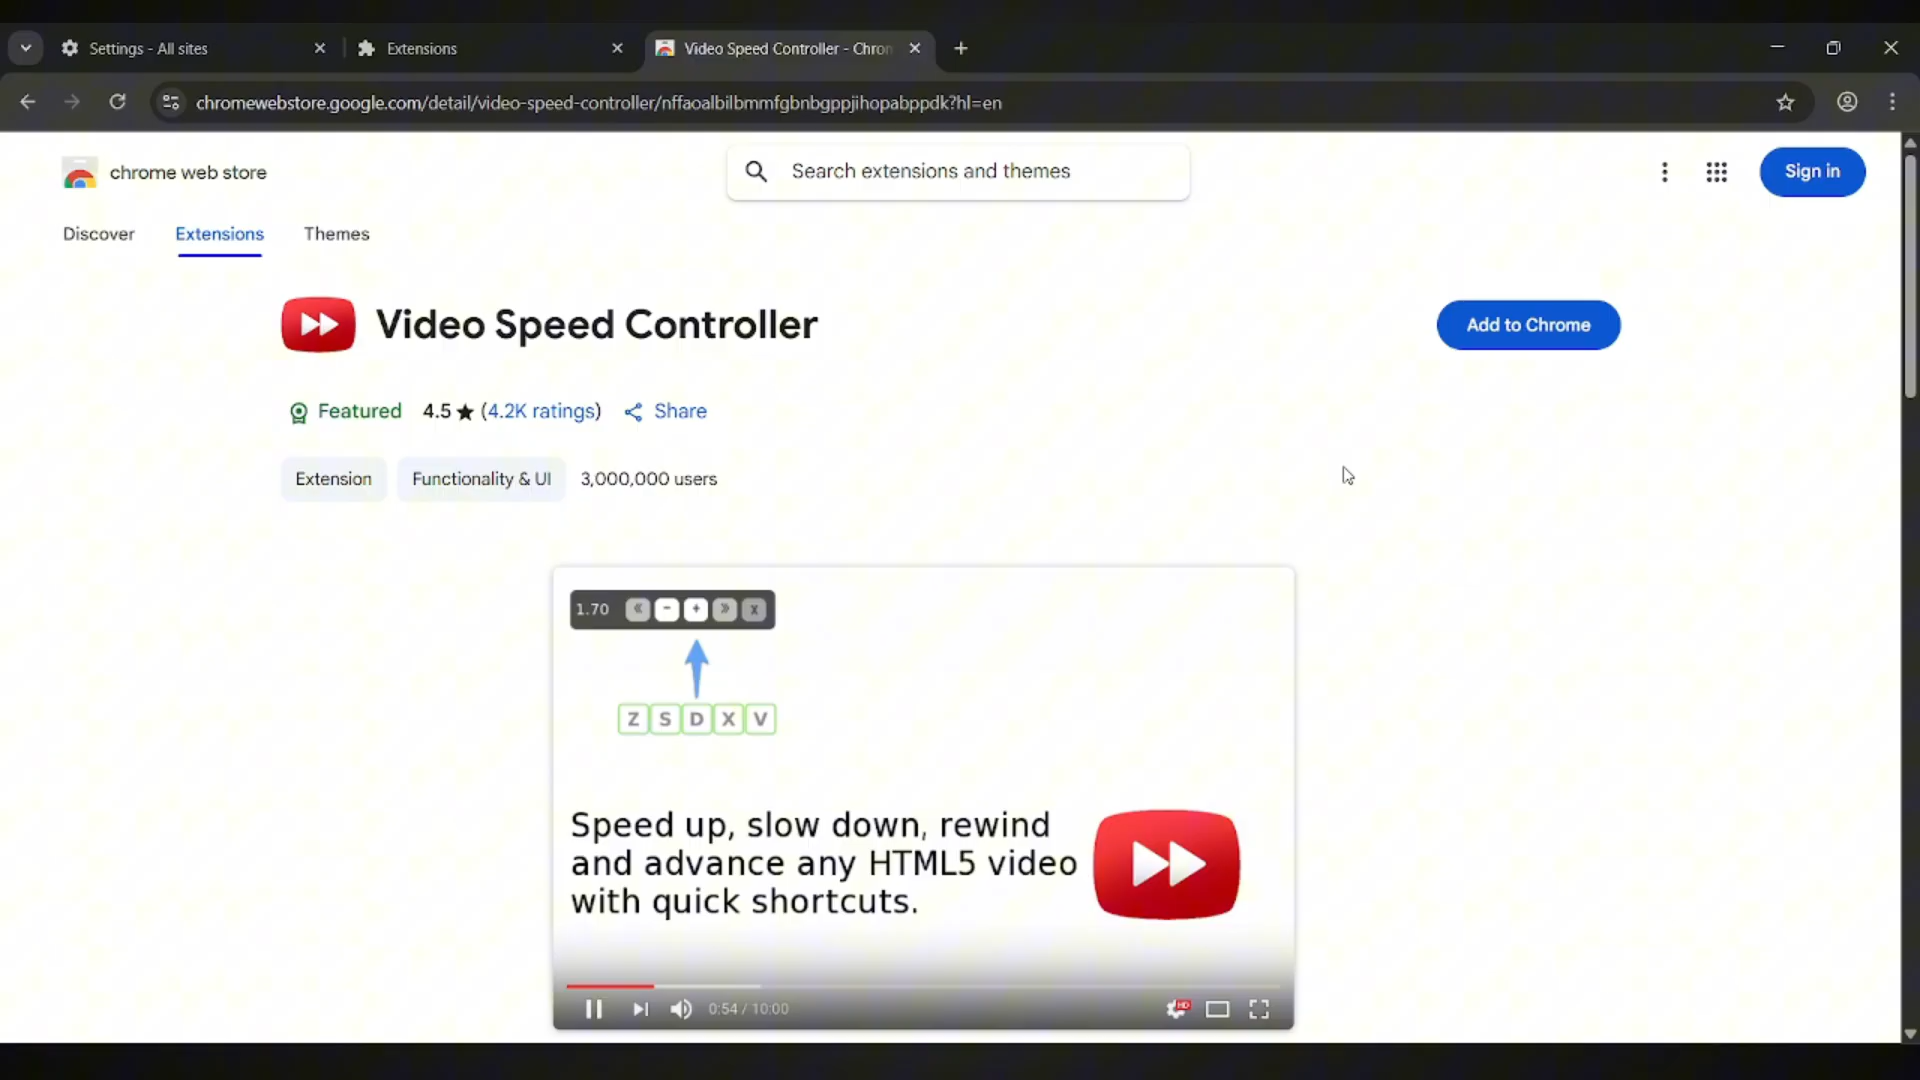 Settings - All sites
Extensions
Video Speed Controller - Chron
chromewebstore.google.com/detail/video-speed-controller/nffaoalbilbmmfgbnbgppjihopabppdk?hl=en
chrome web store
Search extensions and themes
Sign in
Discover
Extensions
Themes
Video Speed Controller
Add to Chrome
Featured 4.5★ (4.2K ratings) Share
Extension
Functionality & UI
3,000,000 users
1.70 « - + » x
Z S D X V
Speed up, slow down, rewind
and advance any HTML5 video
with quick shortcuts.
0:54 / 10:00
HD